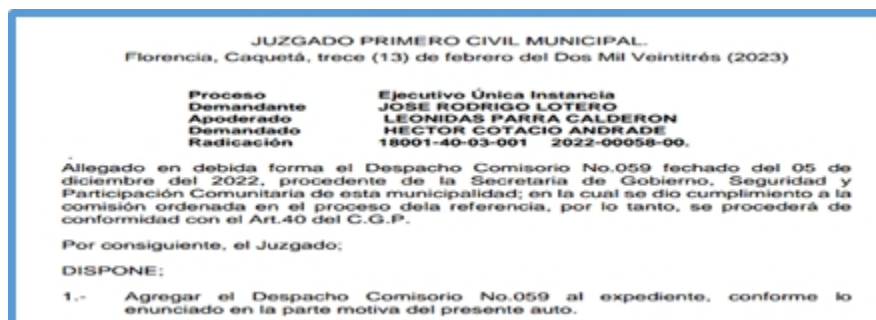 JUZGADO PRIMERO CIVIL MUNICIPAL.
Florencia, Caquetá, trece (13) de febrero del Dos Mil Veintitrés (2023)
Proceso Ejecutivo Única Instancia
Demandante JOSE RODRIGO LOTERO
Apoderado LEONIDAS PARRA CALDERON
Demandado HECTOR COTACIO ANDRADE
Radicación 18001-40-03-001 2022-00058-00.
.
Allegado en debida forma el Despacho Comisorio No.059 fechado del 05 de
diciembre del 2022, procedente de la Secretaria de Gobierno, Seguridad y
Participación Comunitaria de esta municipalidad; en la cual se dio cumplimiento a la
comisión ordenada en el proceso dela referencia, por lo tanto, se procederá de
conformidad con el Art.40 del C.G.P.
Por consiguiente, el Juzgado;
DISPONE;
1.- Agregar el Despacho Comisorio No.059 al expediente, conforme lo
enunciado en la parte motiva del presente auto.